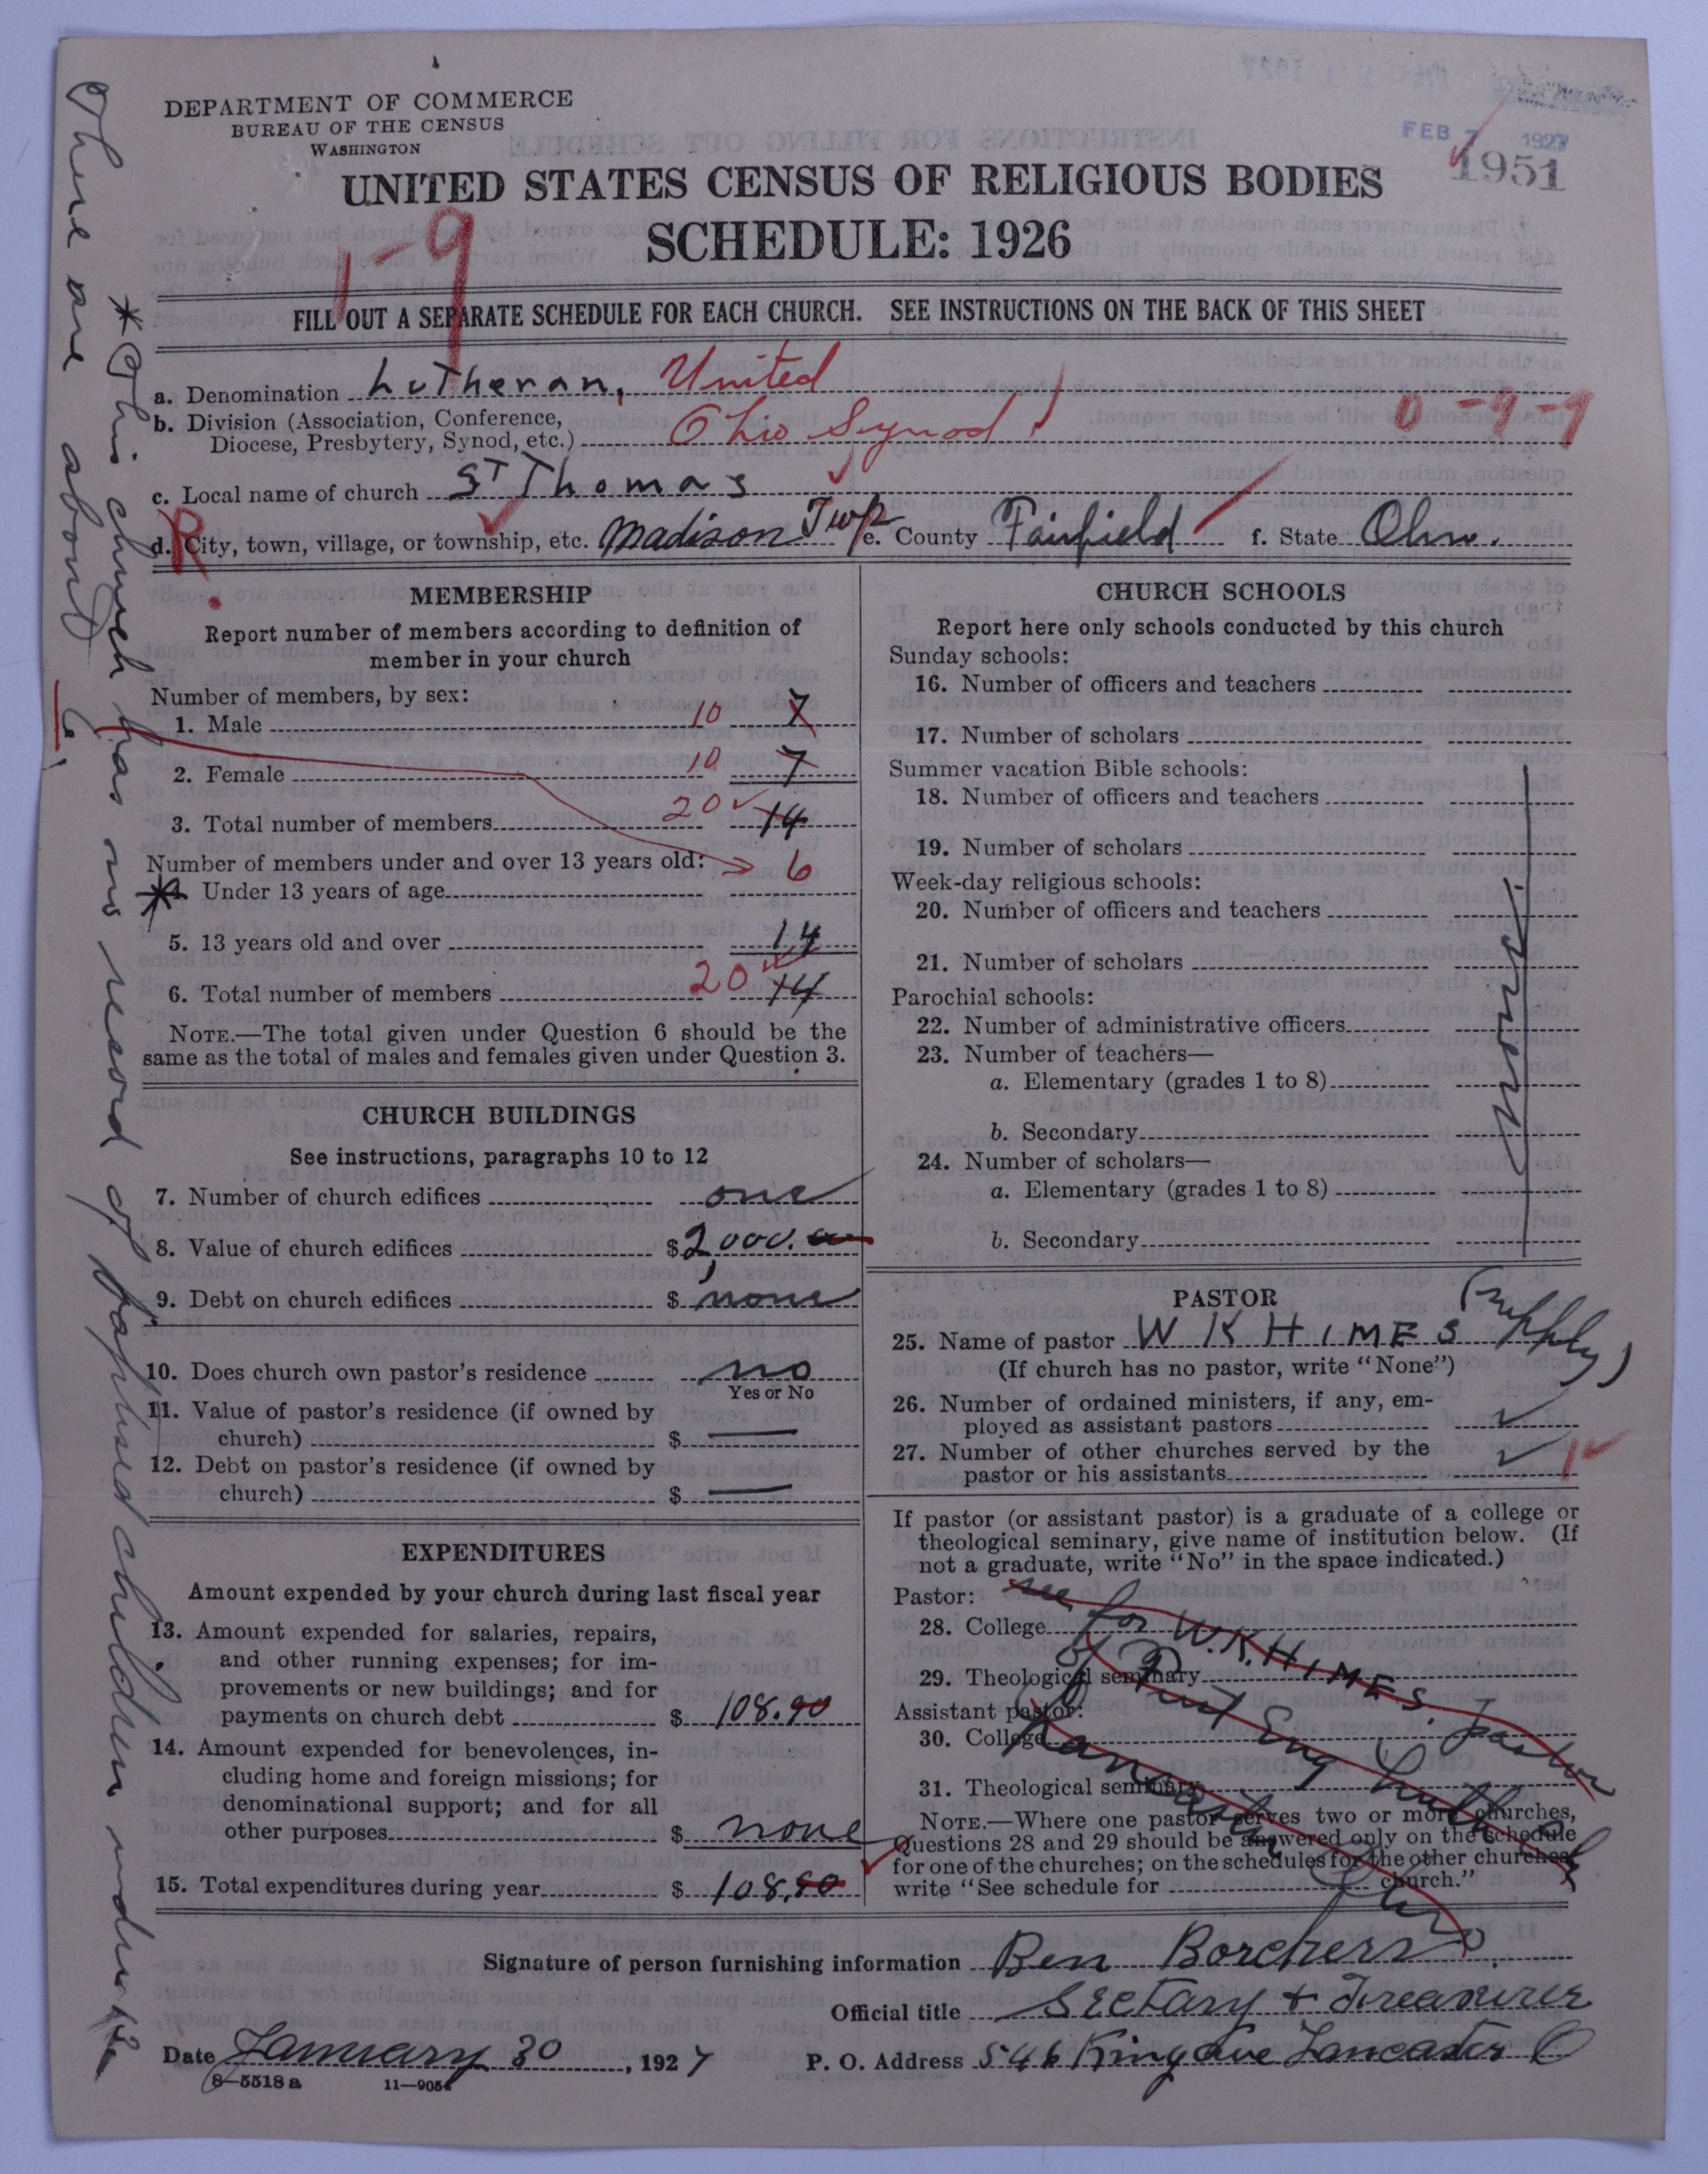 DEPARTMENT OF COMMERCE
BUREAU OF THE CENSUS
WASHINGTON
FEB 7 1927
1951
UNITED STATES CENSUS OF RELIGIOUS BODIES
SCHEDULE: 1926
1-9
FILL OUT A SEPARATE SCHEDULE FOR EACH CHURCH. SEE INSTRUCTIONS ON THE BACK OF THIS SHEET
a. Denomination Lutheran, United
b. Division (Association, Conference,
Diocese, Presbytery, Synod, etc.) Ohio Synod
0-9-9
c. Local name of church St Thomas
R
d. City, town, village, or township, etc. Madison Twp e. County Fairfield f. State Ohio.
MEMBERSHIP
Report number of members according to definition of
member in your church
Number of members, by sex:
1. Male 10 7
2. Female 10 7
3. Total number of members 20 14
Number of members under and over 13 years old:
4. Under 13 years of age 6
5. 13 years old and over 14
6. Total number of members 20 14
NOTE.—The total given under Question 6 should be the
same as the total of males and females given under Question 3.
CHURCH BUILDINGS
See instructions, paragraphs 10 to 12
7. Number of church edifices one
8. Value of church edifices $ 2,000.00
9. Debt on church edifices $ none
10. Does church own pastor's residence no
Yes or No
11. Value of pastor's residence (if owned by
church) $ —
12. Debt on pastor's residence (if owned by
church) $ —
EXPENDITURES
Amount expended by your church during last fiscal year
13. Amount expended for salaries, repairs,
and other running expenses; for im-
provements or new buildings; and for
payments on church debt $ 108.90
14. Amount expended for benevolences, in-
cluding home and foreign missions; for
denominational support; and for all
other purposes $ none
15. Total expenditures during year $ 108.90
CHURCH SCHOOLS
Report here only schools conducted by this church
Sunday schools:
16. Number of officers and teachers
17. Number of scholars
Summer vacation Bible schools:
18. Number of officers and teachers
19. Number of scholars
Week-day religious schools:
20. Number of officers and teachers
21. Number of scholars
Parochial schools:
22. Number of administrative officers
23. Number of teachers—
a. Elementary (grades 1 to 8)
b. Secondary
24. Number of scholars—
a. Elementary (grades 1 to 8)
b. Secondary
none
PASTOR
25. Name of pastor W K HIMES (supply)
(If church has no pastor, write "None")
26. Number of ordained ministers, if any, em-
ployed as assistant pastors
27. Number of other churches served by the
pastor or his assistants 1
If pastor (or assistant pastor) is a graduate of a college or
theological seminary, give name of institution below. (If
not a graduate, write "No" in the space indicated.)
Pastor:
28. College
29. Theological seminary
Assistant pastor:
30. College
31. Theological seminary
see for W.K. HIMES. Pastor
of First Eng Luth Ch
Lancaster Ohio
NOTE.—Where one pastor serves two or more churches,
Questions 28 and 29 should be answered only on the schedule
for one of the churches; on the schedules for the other churches
write "See schedule for church."
Signature of person furnishing information Ben Borchers
Official title Sectary + Treasurer
Date January 30, 1927
P. O. Address 546 King Ave Lancaster O
8—5518 a 11—9054
* This church has no record of baptised children under 13
There are about 6.